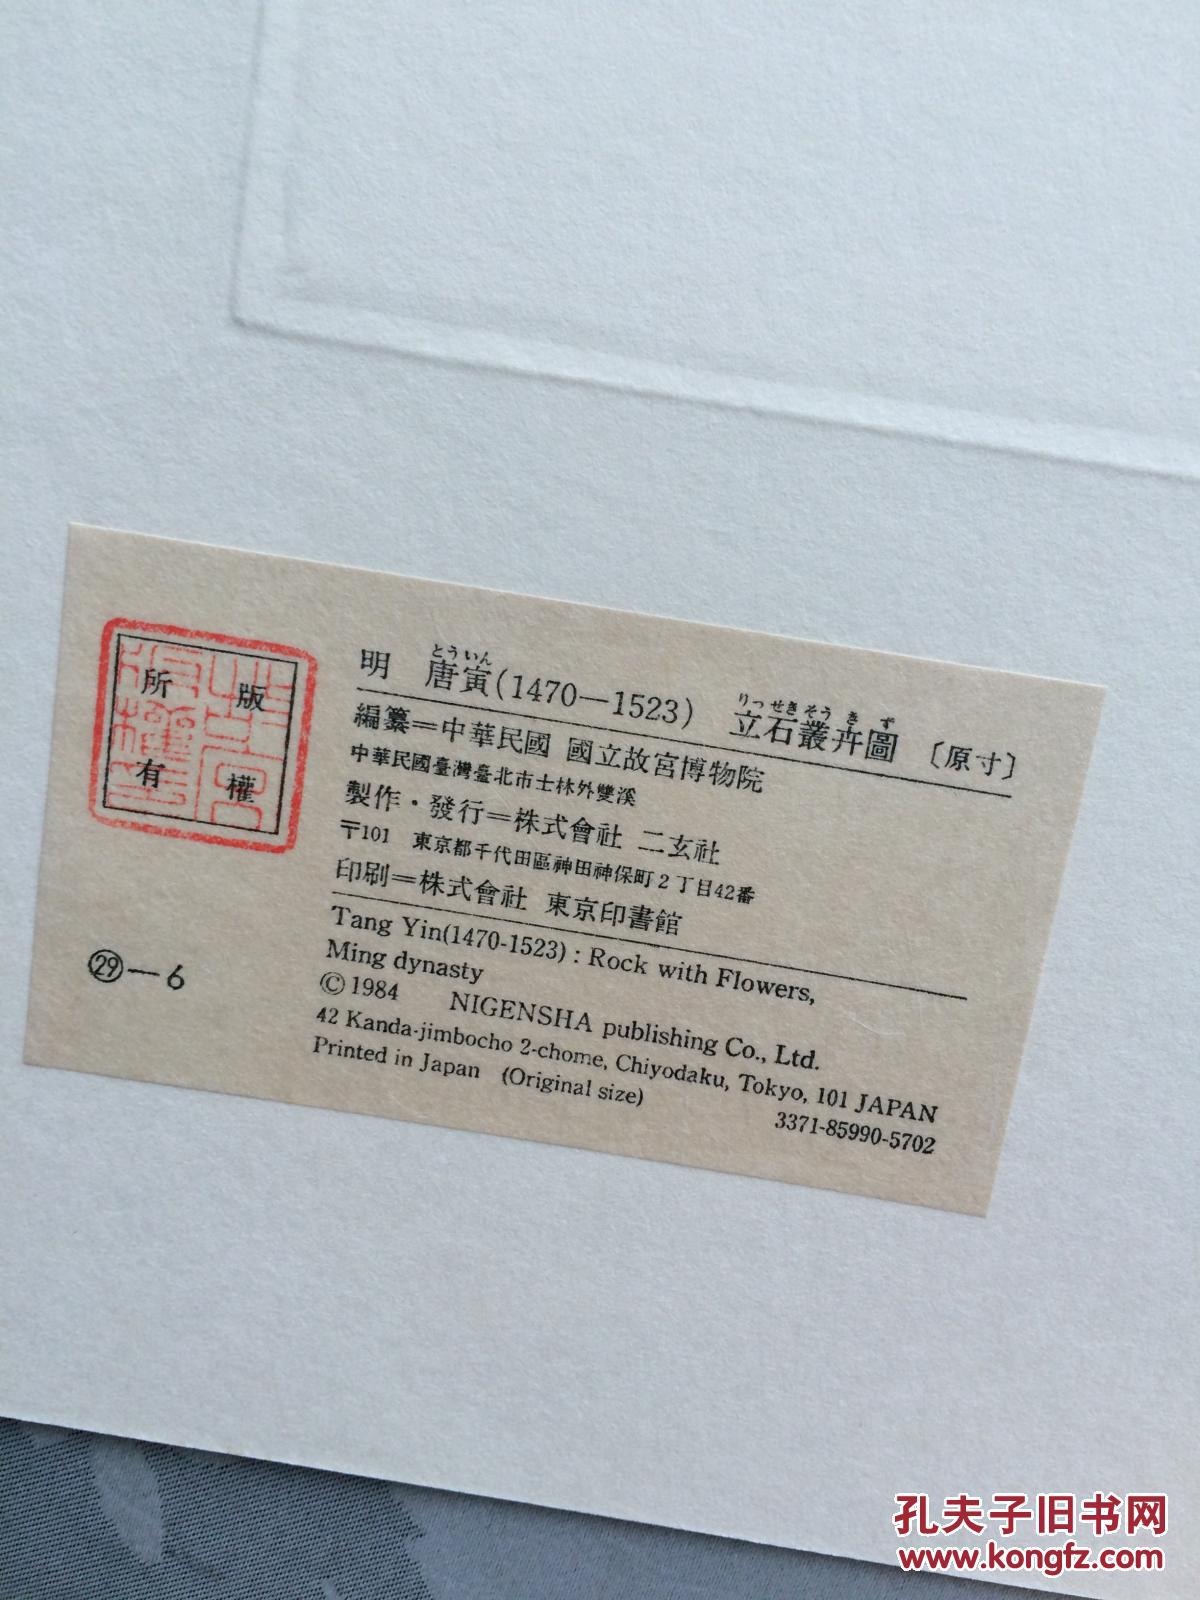 版權所有
とういん りっせきそうきず
明 唐寅(1470—1523) 立石叢卉圖 〔原寸〕
編纂＝中華民國 國立故宮博物院
中華民國臺灣臺北市士林外雙溪
製作・發行＝株式會社 二玄社
〒101 東京都千代田區神田神保町2丁目42番
印刷＝株式會社 東京印書館
㉙—6
Tang Yin(1470-1523) : Rock with Flowers,
Ming dynasty
©1984 NIGENSHA publishing Co., Ltd.
42 Kanda-jimbocho 2-chome, Chiyodaku, Tokyo, 101 JAPAN
Printed in Japan (Original size)
3371-85990-5702
孔夫子旧书网
www.kongfz.com